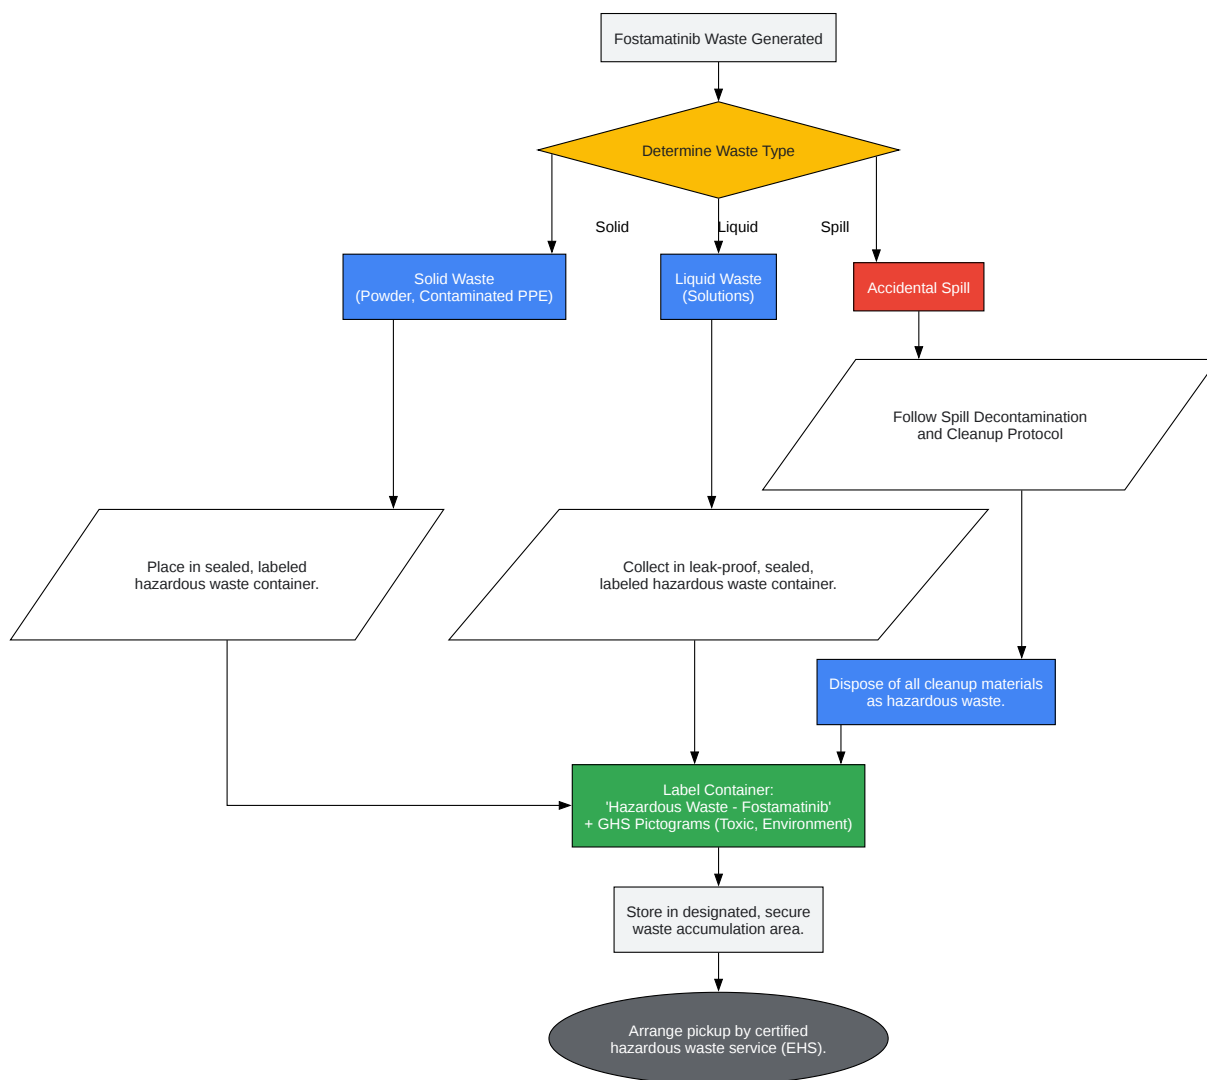 Fostamatinib Waste Generated
Determine Waste Type
Solid
Liquid
Spill
Solid Waste
(Powder, Contaminated PPE)
Liquid Waste
(Solutions)
Accidental Spill
Follow Spill Decontamination
and Cleanup Protocol
Place in sealed, labeled
hazardous waste container.
Collect in leak-proof, sealed,
labeled hazardous waste container.
Dispose of all cleanup materials
as hazardous waste.
Label Container:
'Hazardous Waste - Fostamatinib'
+ GHS Pictograms (Toxic, Environment)
Store in designated, secure
waste accumulation area.
Arrange pickup by certified
hazardous waste service (EHS).